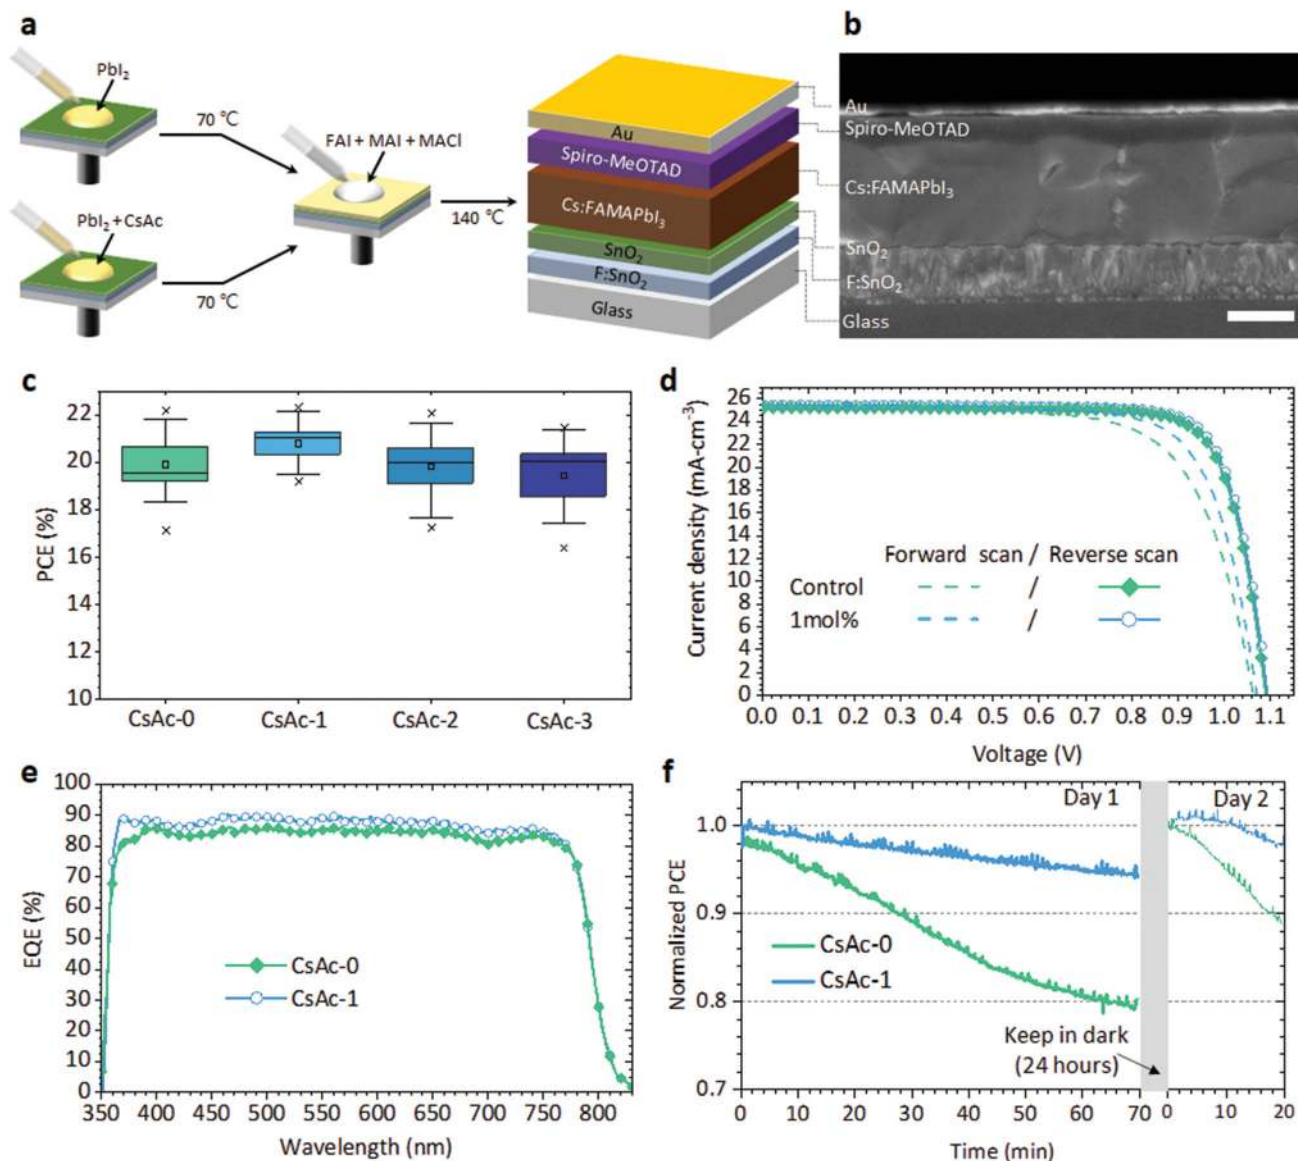 a
PbI₂
70 °C
FAI + MAI + MACl
140 °C
PbI₂ + CsAc
70 °C
Au
Spiro-MeOTAD
Cs:FAMAPbI₃
SnO₂
F:SnO₂
Glass
b
Au
Spiro-MeOTAD
Cs:FAMAPbI₃
SnO₂
F:SnO₂
Glass
c
PCE (%)
22
20
18
16
14
12
10
CsAc-0 CsAc-1 CsAc-2 CsAc-3
d
Current density (mA-cm⁻³)
26
24
22
20
18
16
14
12
10
8
6
4
2
0
Forward scan / Reverse scan
Control /
1mol% /
0.0 0.1 0.2 0.3 0.4 0.5 0.6 0.7 0.8 0.9 1.0 1.1
Voltage (V)
e
EQE (%)
100
90
80
70
60
50
40
30
20
10
0
CsAc-0
CsAc-1
350 400 450 500 550 600 650 700 750 800
Wavelength (nm)
f
Normalized PCE
Day 1 Day 2
1.0
0.9
0.8
0.7
CsAc-0
CsAc-1
Keep in dark
(24 hours)
0 10 20 30 40 50 60 70 0 10 20
Time (min)